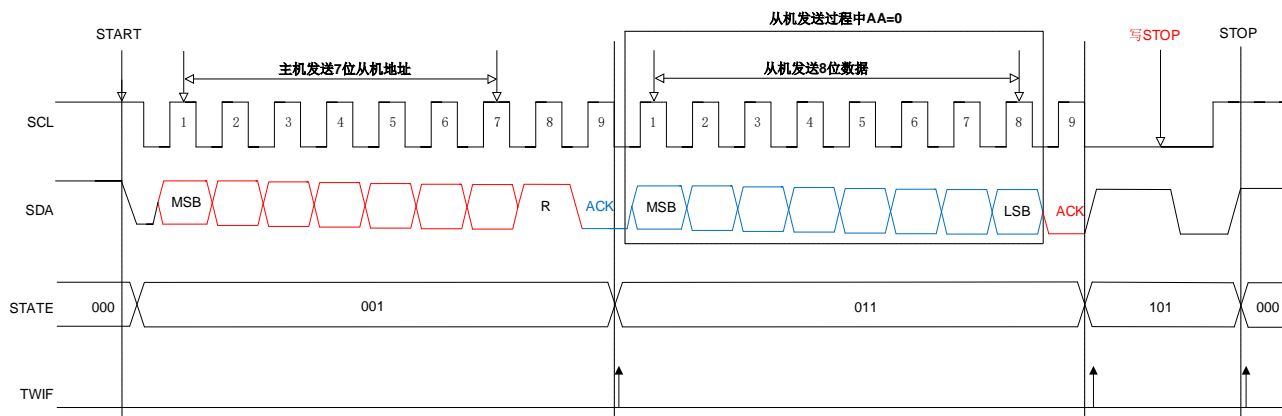 从机发送过程中AA=0
START
写STOP
STOP
主机发送7位从机地址
从机发送8位数据
SCL
1 2 3 4 5 6 7 8 9 1 2 3 4 5 6 7 8 9
SDA
MSB R ACK MSB LSB ACK
STATE
000 001 011 101 000
TWIF